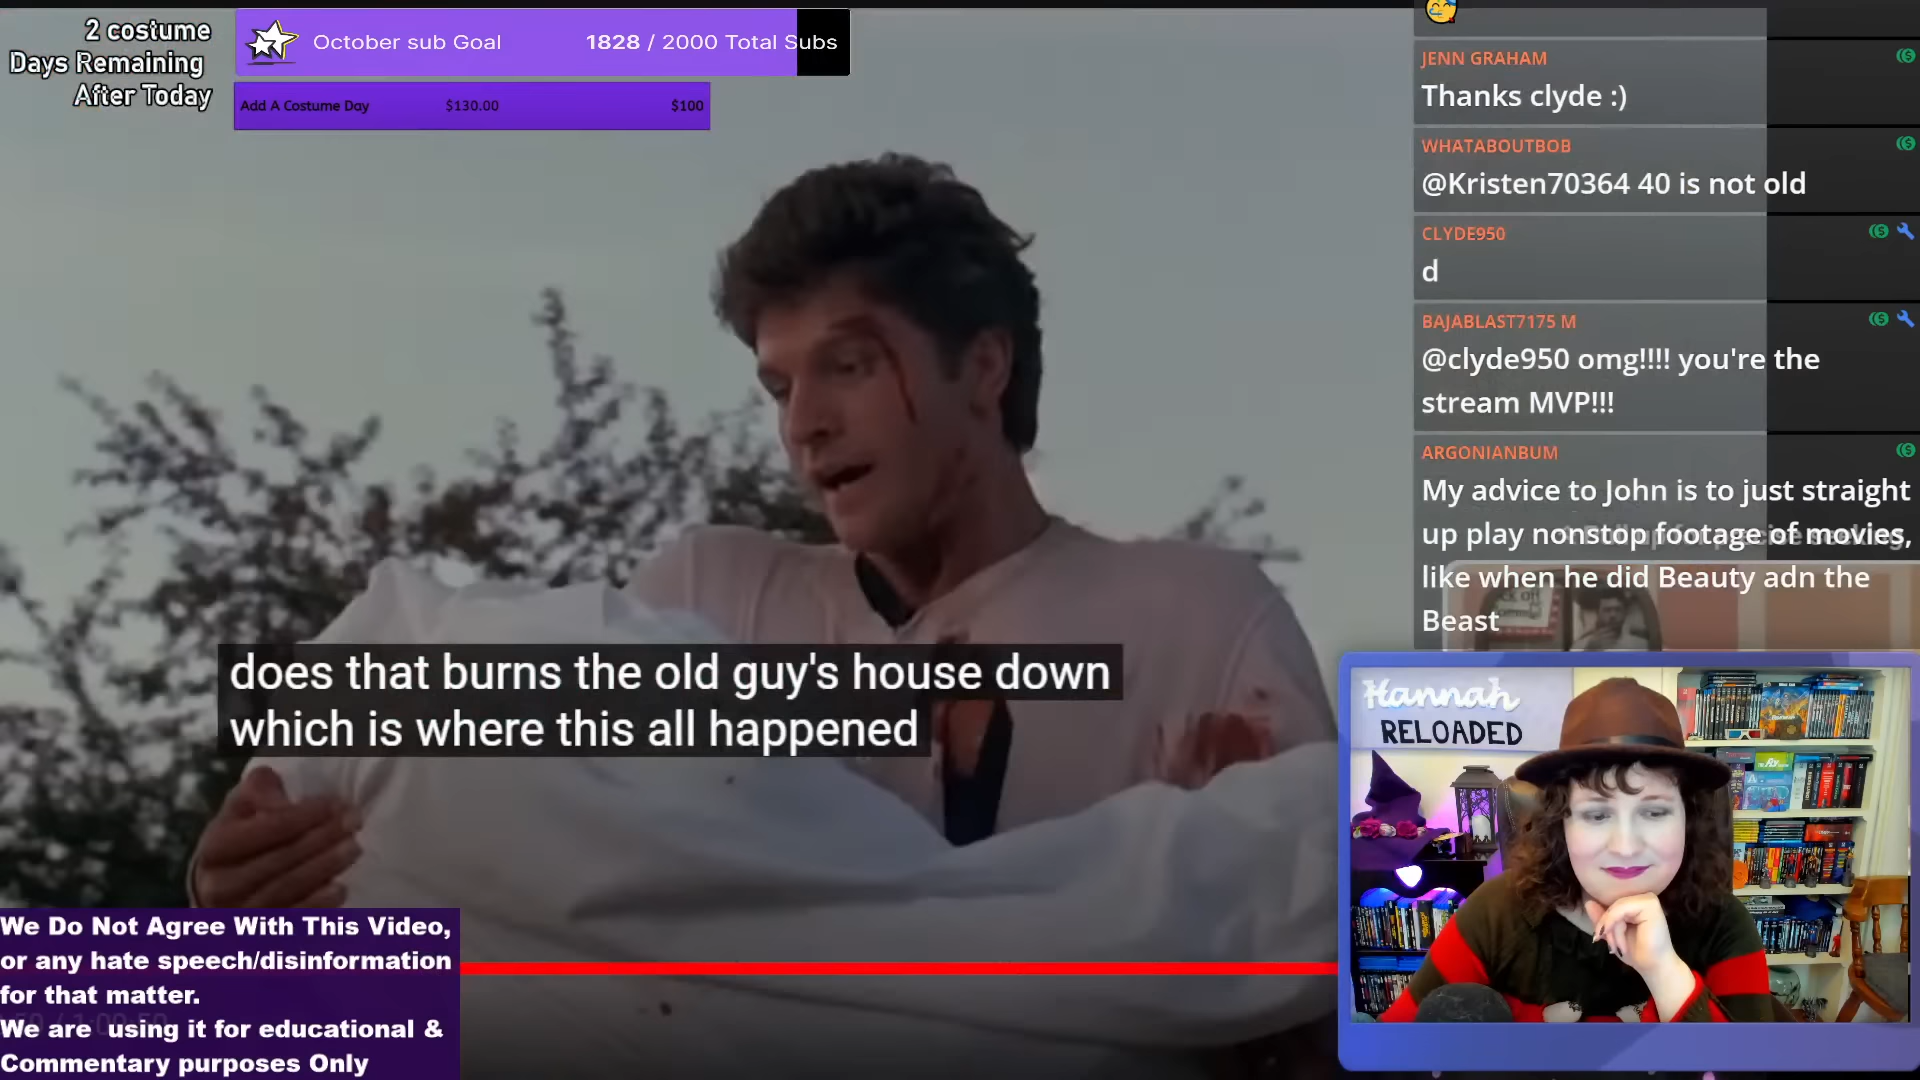 2 costume
Days Remaining
After Today
October sub Goal
1828 / 2000 Total Subs
Add A Costume Day
$130.00
$100
JENN GRAHAM
Thanks clyde :)
WHATABOUTBOB
@Kristen70364 40 is not old
CLYDE950
d
BAJABLAST7175 M
@clyde950 omg!!!! you're the
stream MVP!!!
ARGONIANBUM
My advice to John is to just straight
up play nonstop footage of movies,
like when he did Beauty adn the
Beast
does that burns the old guy's house down
which is where this all happened
Hannah
RELOADED
We Do Not Agree With This Video,
or any hate speech/disinformation
for that matter.
We are using it for educational &
Commentary purposes Only